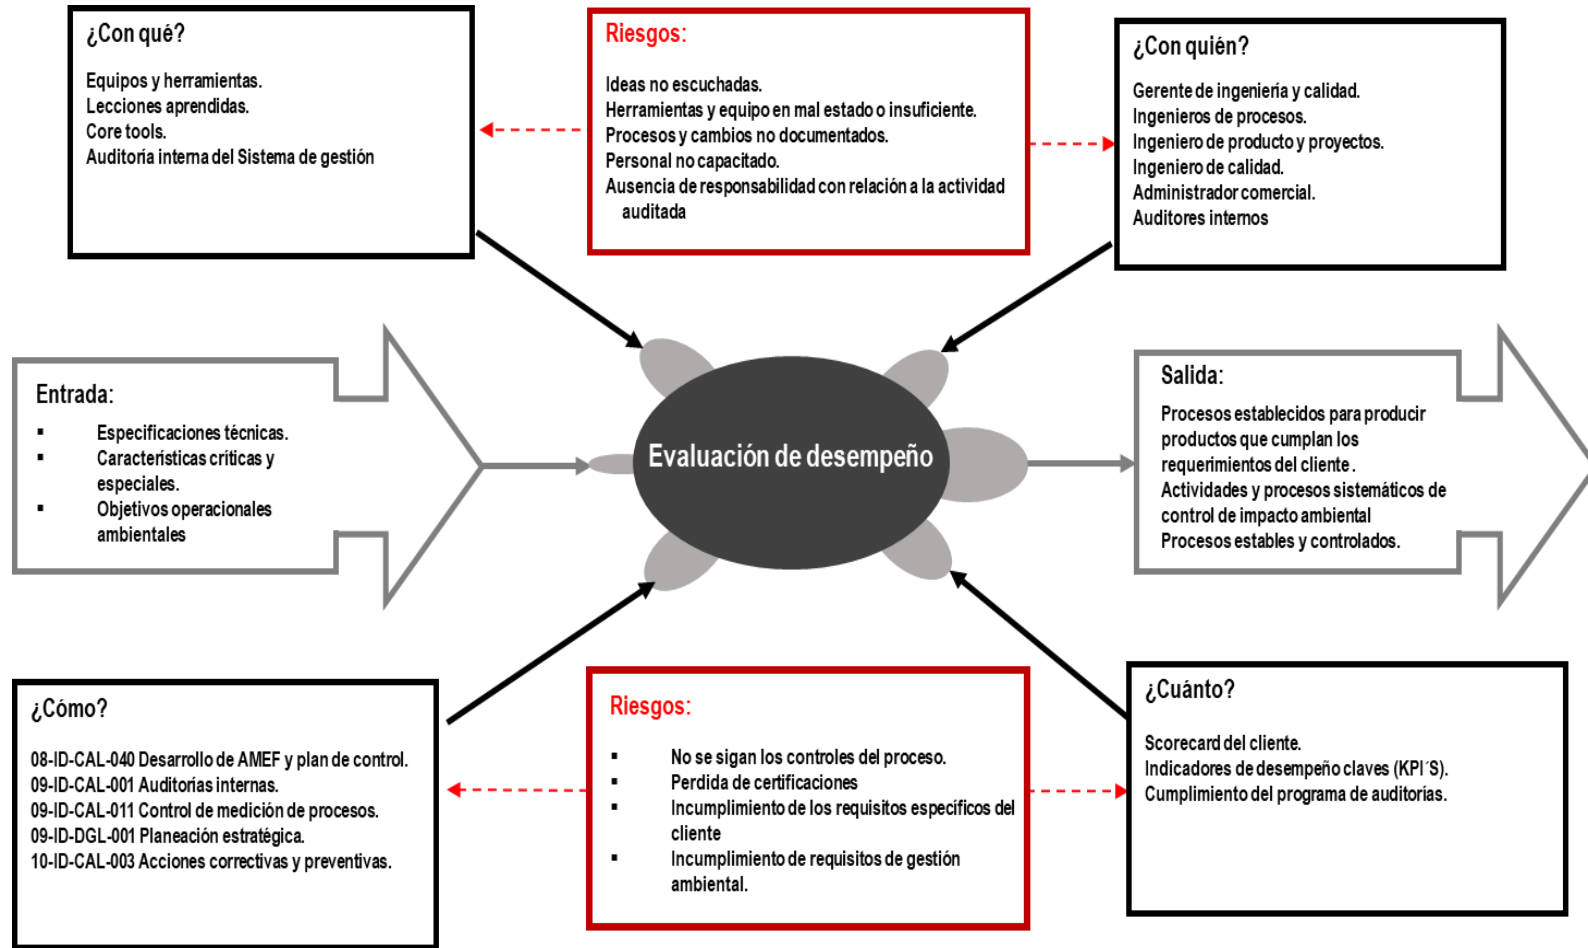 ¿Con qué?
Equipos y herramientas.
Lecciones aprendidas.
Core tools.
Auditoría interna del Sistema de gestión
Riesgos:
Ideas no escuchadas.
Herramientas y equipo en mal estado o insuficiente.
Procesos y cambios no documentados.
Personal no capacitado.
Ausencia de responsabilidad con relación a la actividad
auditada
¿Con quién?
Gerente de ingeniería y calidad.
Ingenieros de procesos.
Ingeniero de producto y proyectos.
Ingeniero de calidad.
Administrador comercial.
Auditores internos
Entrada:
▪ Especificaciones técnicas.
▪ Características críticas y
especiales.
▪ Objetivos operacionales
ambientales
Evaluación de desempeño
Salida:
Procesos establecidos para producir
productos que cumplan los
requerimientos del cliente .
Actividades y procesos sistemáticos de
control de impacto ambiental
Procesos estables y controlados.
¿Cómo?
08-ID-CAL-040 Desarrollo de AMEF y plan de control.
09-ID-CAL-001 Auditorías internas.
09-ID-CAL-011 Control de medición de procesos.
09-ID-DGL-001 Planeación estratégica.
10-ID-CAL-003 Acciones correctivas y preventivas.
Riesgos:
▪ No se sigan los controles del proceso.
▪ Perdida de certificaciones
▪ Incumplimiento de los requisitos específicos del
cliente
▪ Incumplimiento de requisitos de gestión
ambiental.
¿Cuánto?
Scorecard del cliente.
Indicadores de desempeño claves (KPI´S).
Cumplimiento del programa de auditorías.